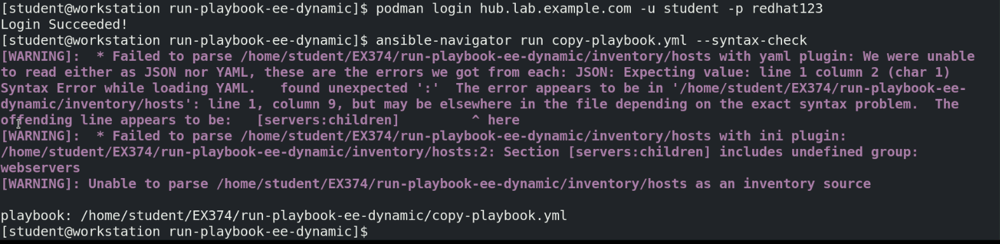 [student@workstation run-playbook-ee-dynamic]$ podman login hub.lab.example.com -u student -p redhat123
Login Succeeded!
[student@workstation run-playbook-ee-dynamic]$ ansible-navigator run copy-playbook.yml --syntax-check
[WARNING]:  * Failed to parse /home/student/EX374/run-playbook-ee-dynamic/inventory/hosts with yaml plugin: We were unable
to read either as JSON nor YAML, these are the errors we got from each: JSON: Expecting value: line 1 column 2 (char 1)
Syntax Error while loading YAML.   found unexpected ':'  The error appears to be in '/home/student/EX374/run-playbook-ee-
dynamic/inventory/hosts': line 1, column 9, but may be elsewhere in the file depending on the exact syntax problem.  The
offending line appears to be:   [servers:children]         ^ here
[WARNING]:  * Failed to parse /home/student/EX374/run-playbook-ee-dynamic/inventory/hosts with ini plugin:
/home/student/EX374/run-playbook-ee-dynamic/inventory/hosts:2: Section [servers:children] includes undefined group:
webservers
[WARNING]: Unable to parse /home/student/EX374/run-playbook-ee-dynamic/inventory/hosts as an inventory source

playbook: /home/student/EX374/run-playbook-ee-dynamic/copy-playbook.yml
[student@workstation run-playbook-ee-dynamic]$